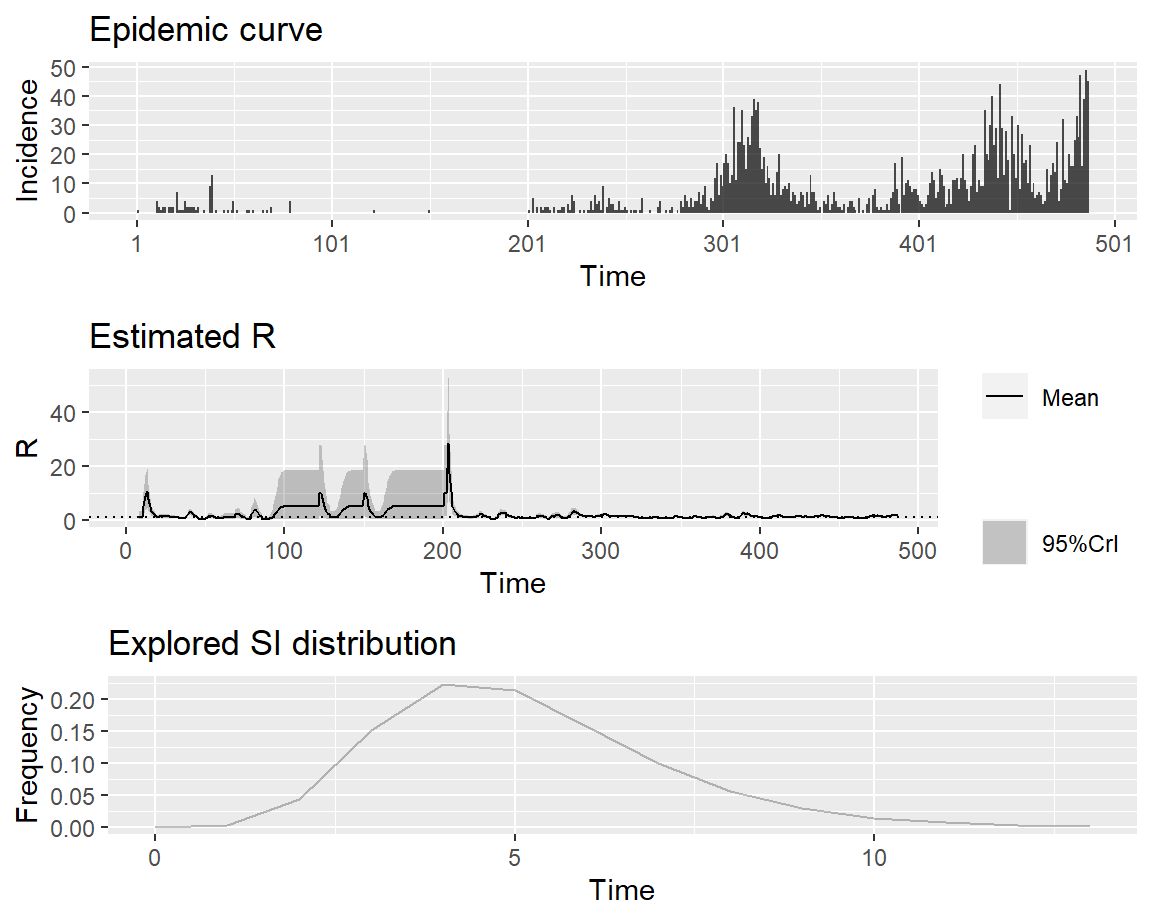 Epidemic curve
50
40
30
20
10
0
Incidence
1 101 201 301 401 501
Time
Estimated R
40
20
0
R
0 100 200 300 400 500
Time
Mean
95%CrI
Explored SI distribution
0.20
0.15
0.10
0.05
0.00
Frequency
0 5 10
Time